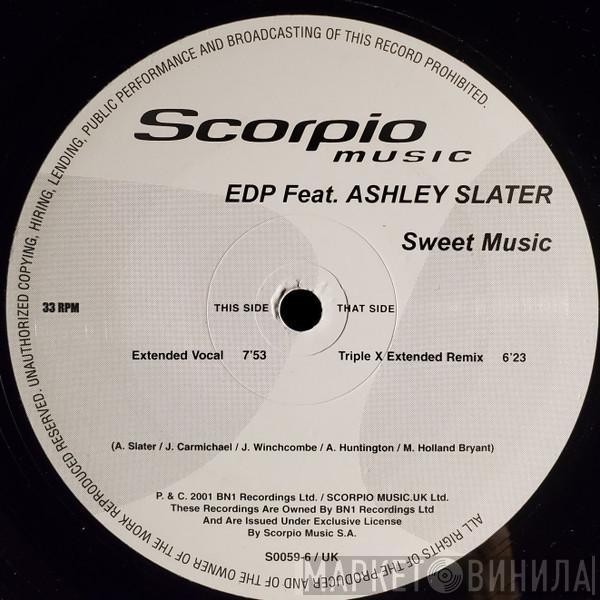 ALL RIGHTS OF THE PRODUCER AND OF THE OWNER OF THE WORK REPRODUCED RESERVED. UNAUTHORIZED COPYING, HIRING, LENDING, PUBLIC PERFORMANCE AND BROADCASTING OF THIS RECORD PROHIBITED.
Scorpio
MUSIC
EDP Feat. ASHLEY SLATER
Sweet Music
33 RPM
THIS SIDE
THAT SIDE
Extended Vocal 7'53
Triple X Extended Remix 6'23
(A. Slater / J. Carmichael / J. Winchcombe / A. Huntington / M. Holland Bryant)
P. & C. 2001 BN1 Recordings Ltd. / SCORPIO MUSIC.UK Ltd.
These Recordings Are Owned By BN1 Recordings Ltd
And Are Issued Under Exclusive License
By Scorpio Music S.A.
S0059-6 / UK
МАРКЕТ ВИНИЛА